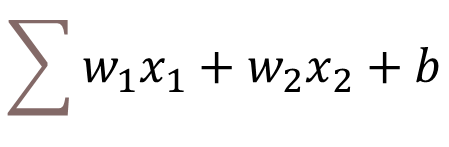 ∑ w₁x₁ + w₂x₂ + b